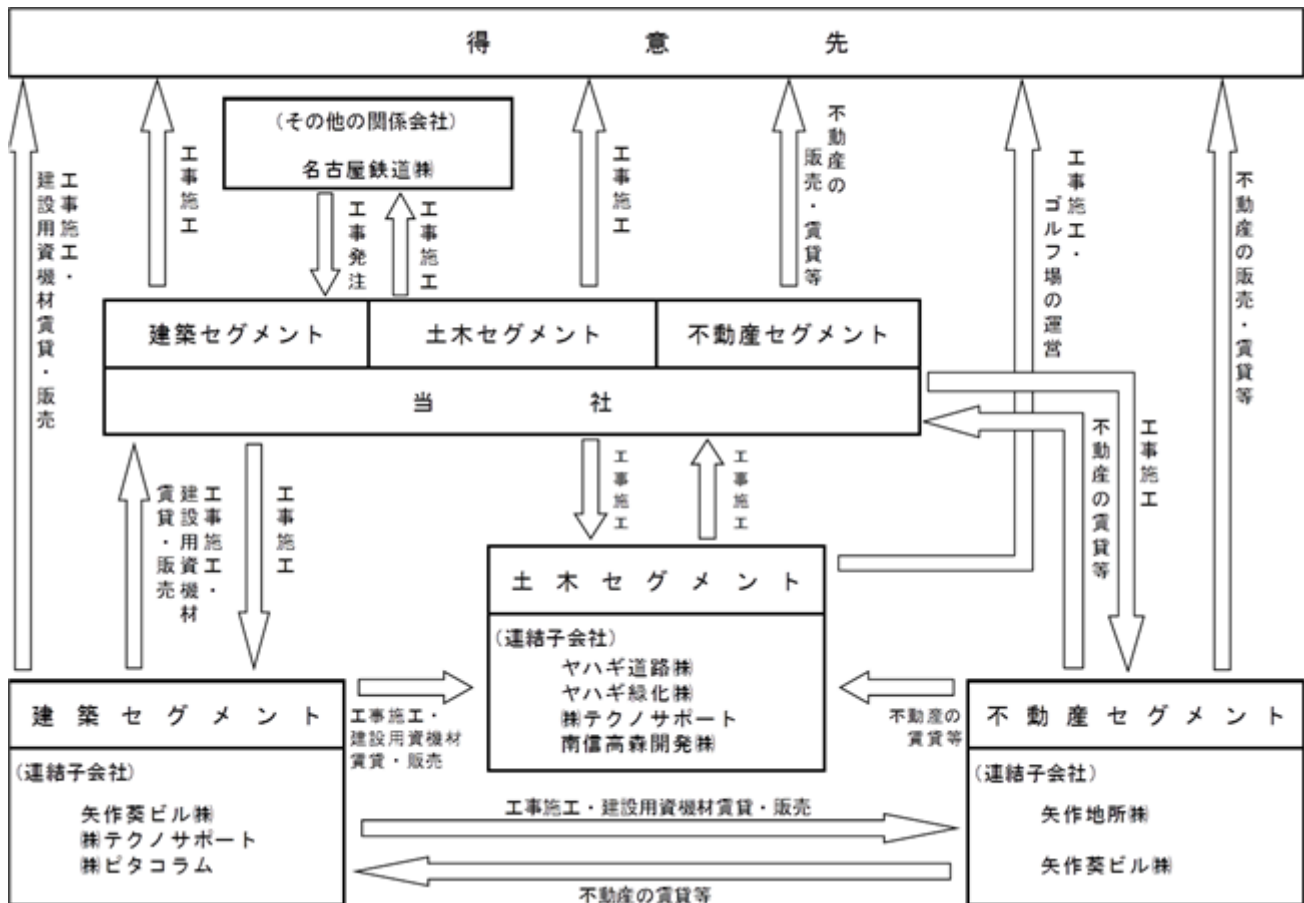 得意先
(その他の関係会社)
名古屋鉄道㈱
工事施工・
建設用資機材賃貸・販売
工事施工
工事発注
工事施工
工事施工
不動産の
販売・賃貸等
工事施工・
ゴルフ場の運営
不動産の販売・賃貸等
建築セグメント
土木セグメント
不動産セグメント
当社
工事施工・
建設用資機材
賃貸・販売
工事施工
工事施工
工事施工
不動産の賃貸等
工事施工
土木セグメント
(連結子会社)
ヤハギ道路㈱
ヤハギ緑化㈱
㈱テクノサポート
南信高森開発㈱
建築セグメント
(連結子会社)
矢作葵ビル㈱
㈱テクノサポート
㈱ピタコラム
工事施工・
建設用資機材
賃貸・販売
不動産の
賃貸等
不動産セグメント
(連結子会社)
矢作地所㈱
矢作葵ビル㈱
工事施工・建設用資機材賃貸・販売
不動産の賃貸等